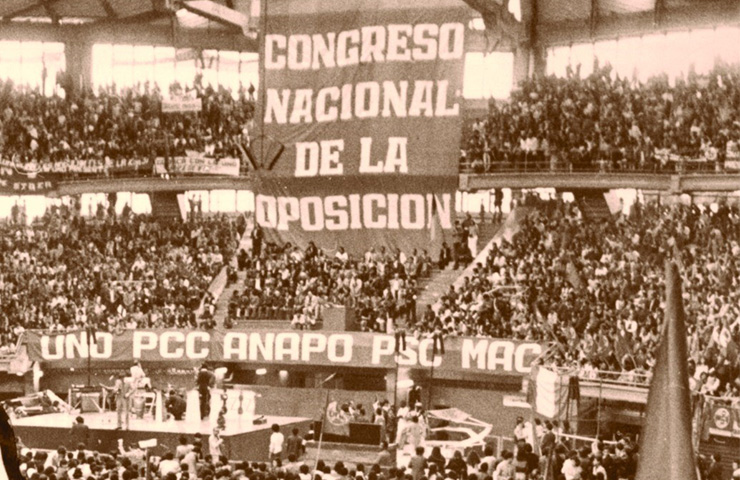 CONGRESO
NACIONAL
DE LA
OPOSICION
UNO PCC ANAPO PSC MAC